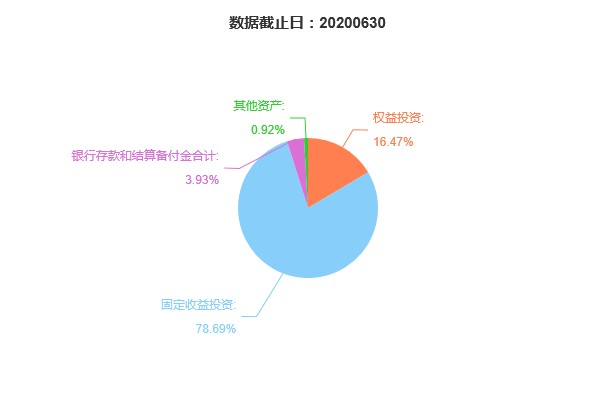 数据截止日：20200630
其他资产:
0.92%
权益投资:
16.47%
银行存款和结算备付金合计:
3.93%
固定收益投资:
78.69%